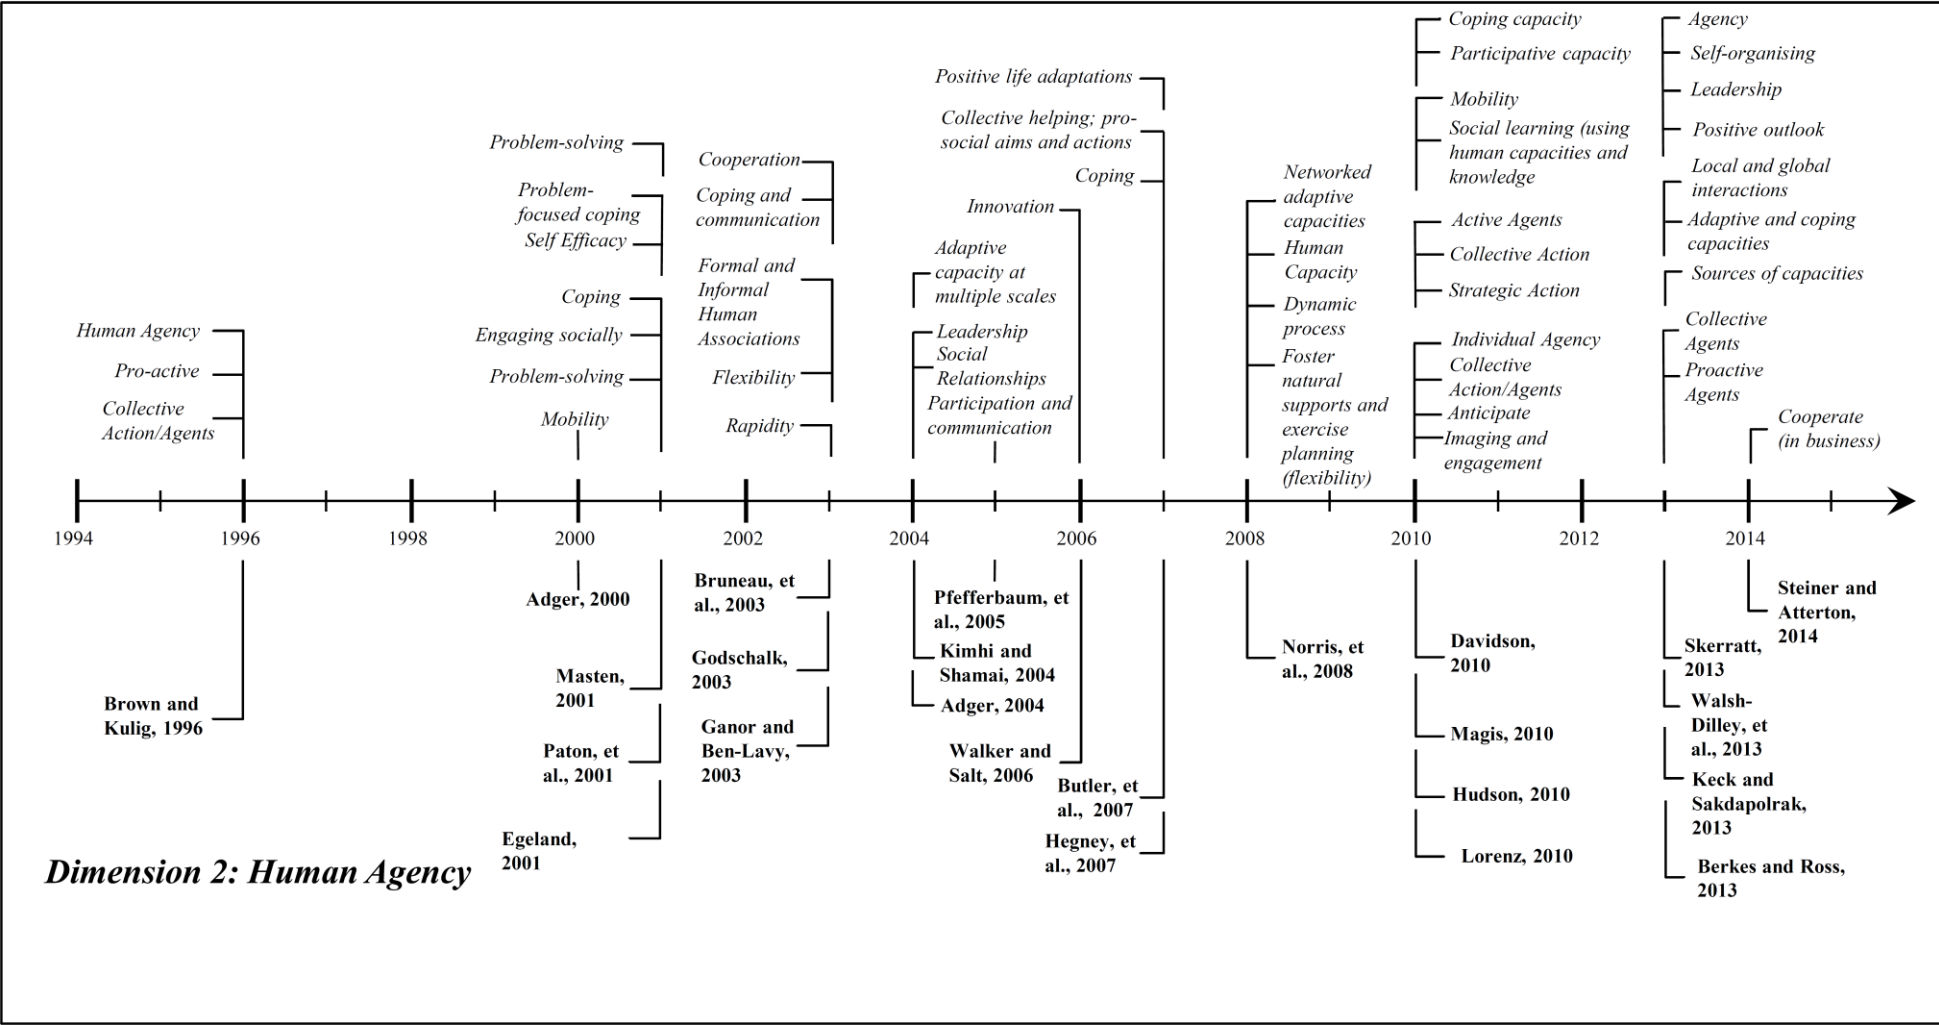 Human Agency
Pro-active
Collective
Action/Agents
Problem-solving
Problem-
focused coping
Self Efficacy
Coping
Engaging socially
Problem-solving
Mobility
Cooperation
Coping and
communication
Formal and
Informal
Human
Associations
Flexibility
Rapidity
Positive life adaptations
Collective helping; pro-
social aims and actions
Coping
Innovation
Adaptive
capacity at
multiple scales
Leadership
Social
Relationships
Participation and
communication
Networked
adaptive
capacities
Human
Capacity
Dynamic
process
Foster
natural
supports and
exercise
planning
(flexibility)
Coping capacity
Participative capacity
Mobility
Social learning (using
human capacities and
knowledge
Active Agents
Collective Action
Strategic Action
Individual Agency
Collective
Action/Agents
Anticipate
Imaging and
engagement
Agency
Self-organising
Leadership
Positive outlook
Local and global
interactions
Adaptive and coping
capacities
Sources of capacities
Collective
Agents
Proactive
Agents
Cooperate
(in business)
1994 1996 1998 2000 2002 2004 2006 2008 2010 2012 2014
Brown and
Kulig, 1996
Adger, 2000
Masten,
2001
Paton, et
al., 2001
Egeland,
2001
Bruneau, et
al., 2003
Godschalk,
2003
Ganor and
Ben-Lavy,
2003
Pfefferbaum, et
al., 2005
Kimhi and
Shamai, 2004
Adger, 2004
Walker and
Salt, 2006
Butler, et
al., 2007
Hegney, et
al., 2007
Norris, et
al., 2008
Davidson,
2010
Magis, 2010
Hudson, 2010
Lorenz, 2010
Skerratt,
2013
Walsh-
Dilley, et
al., 2013
Keck and
Sakdapolrak,
2013
Berkes and Ross,
2013
Steiner and
Atterton,
2014
Dimension 2: Human Agency